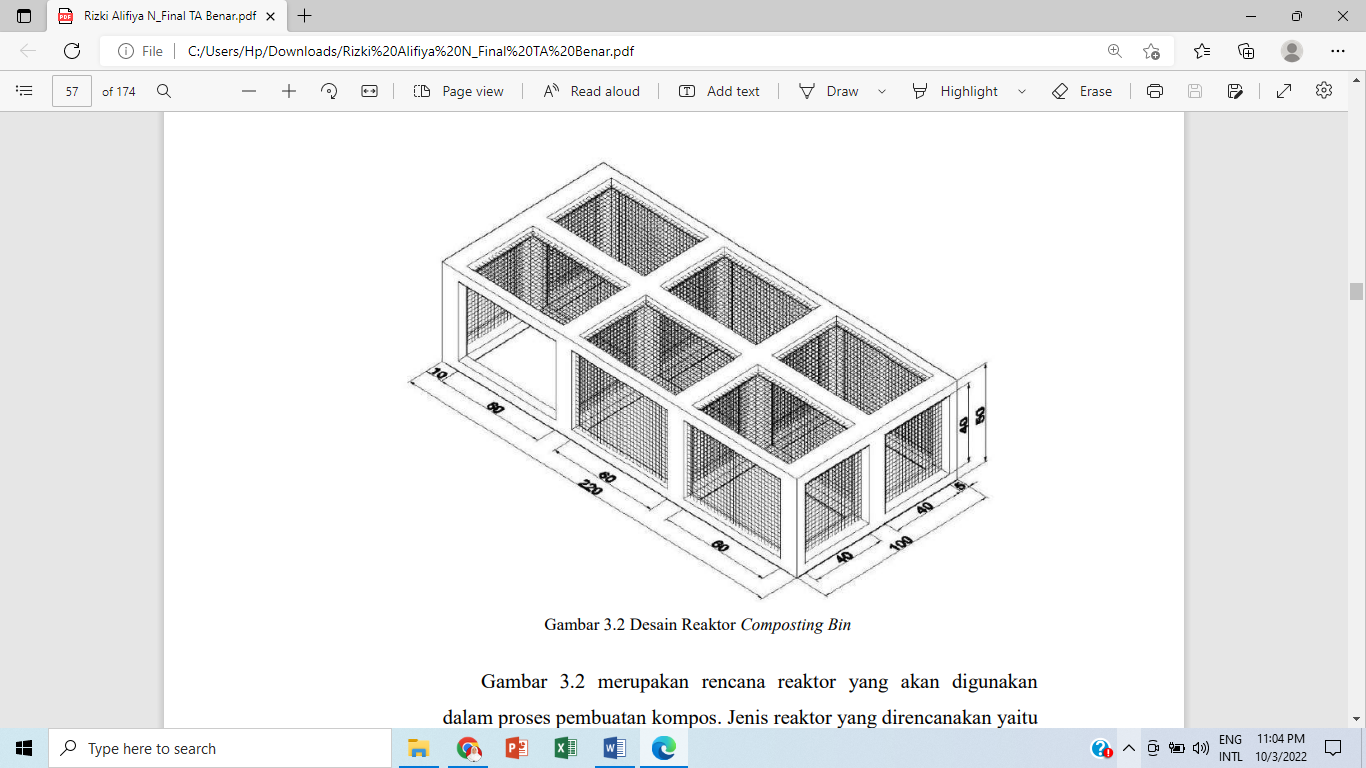 Rizki Alifiya N_Final TA Benar.pdf
File
C:/Users/Hp/Downloads/Rizki%20Alifiya%20N_Final%20TA%20Benar.pdf
57 of 174
Page view
Read aloud
Add text
Draw
Highlight
Erase
10
60
60
220
60
40
50
5
40
100
40
Gambar 3.2 Desain Reaktor Composting Bin
Gambar 3.2 merupakan rencana reaktor yang akan digunakan
dalam proses pembuatan kompos. Jenis reaktor yang direncanakan yaitu
Type here to search
ENG
INTL
11:04 PM
10/3/2022